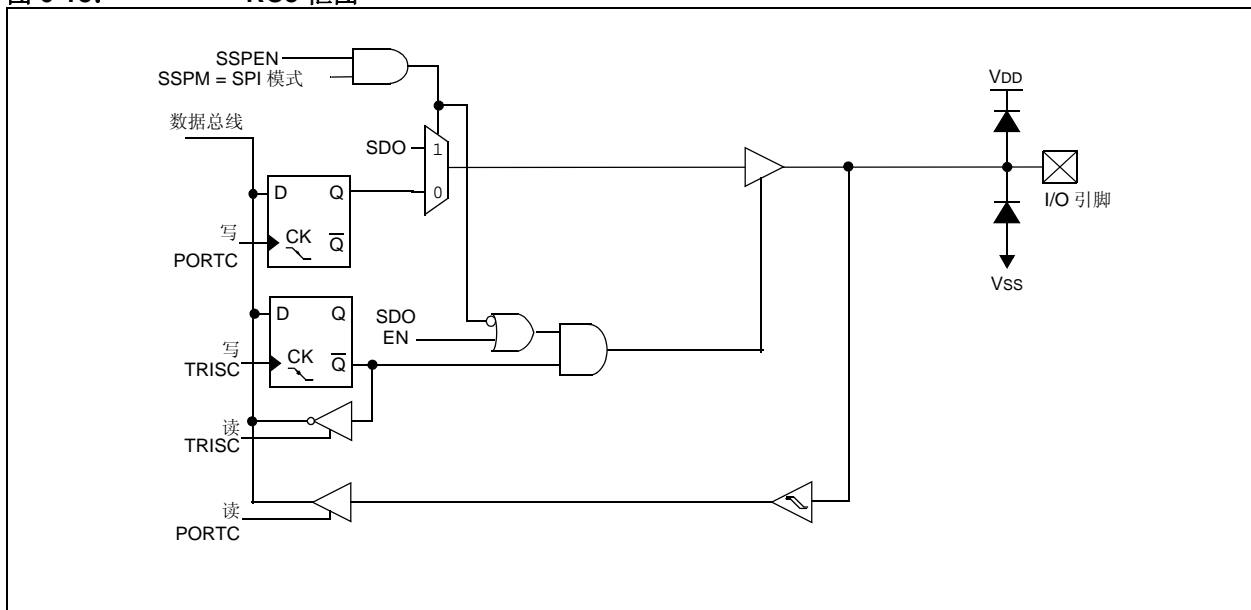 SSPEN
SSPM = SPI 模式
数据总线
SDO
1
0
D
Q
CK
Q
写
PORTC
VDD
I/O 引脚
VSS
D
Q
CK
Q
写
TRISC
SDO
EN
读
TRISC
读
PORTC